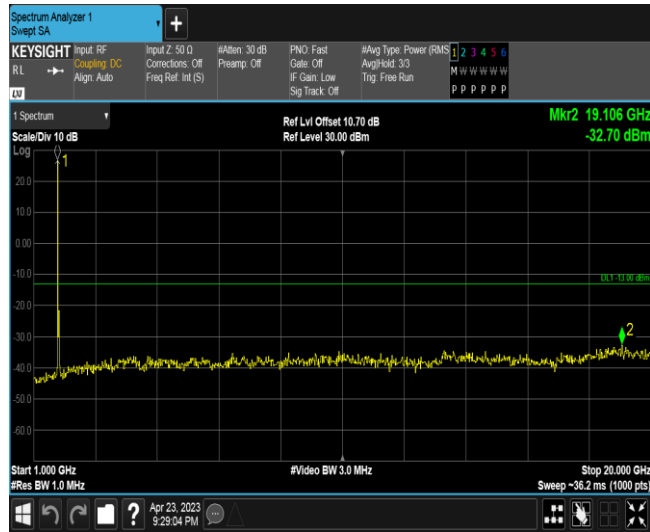 Spectrum Analyzer 1
Swept SA
KEYSIGHT
RL
LXI
Input: RF
Coupling: DC
Align: Auto
Input Z: 50 Ω
Corrections: Off
Freq Ref: Int (S)
#Atten: 30 dB
Preamp: Off
PNO: Fast
Gate: Off
IF Gain: Low
Sig Track: Off
#Avg Type: Power (RMS
Avg|Hold: 3/3
Trig: Free Run
1 2 3 4 5 6
M W W W W W
P P P P P P
1 Spectrum
Scale/Div 10 dB
Log
Ref Lvl Offset 10.70 dB
Ref Level 30.00 dBm
Mkr2 19.106 GHz
-32.70 dBm
1
20.0
10.0
0.00
-10.0
DL1 -13.00 dBm
-20.0
2
-30.0
-40.0
-50.0
-60.0
Start 1.000 GHz
#Res BW 1.0 MHz
#Video BW 3.0 MHz
Stop 20.000 GHz
Sweep ~36.2 ms (1000 pts)
?
Apr 23, 2023
9:29:04 PM